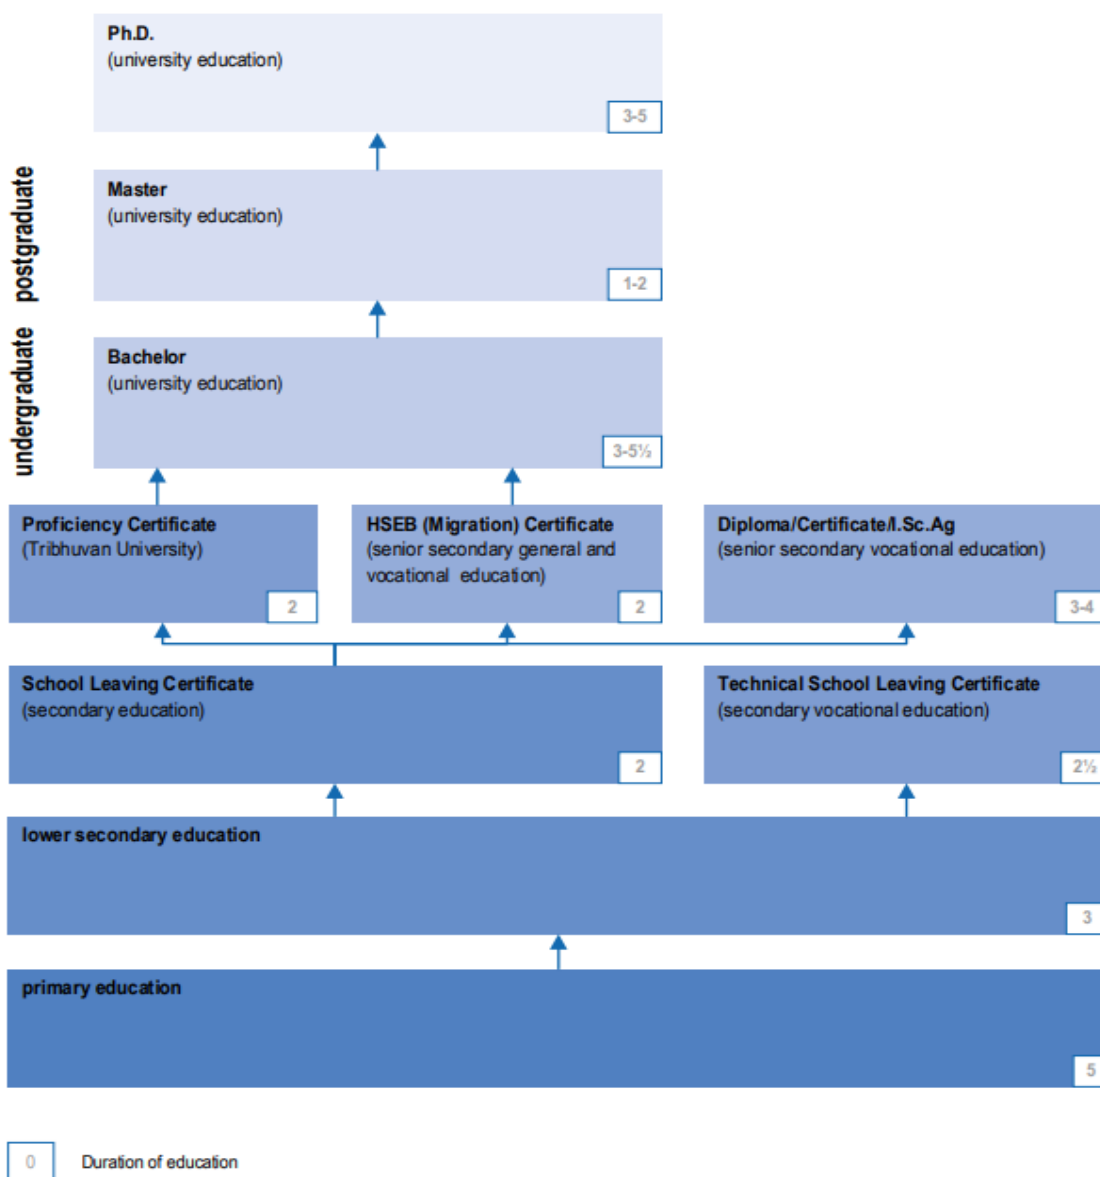 Ph.D.
(university education)
3-5
postgraduate
Master
(university education)
1-2
undergraduate
Bachelor
(university education)
3-5½
Proficiency Certificate
(Tribhuvan University)
2
HSEB (Migration) Certificate
(senior secondary general and
vocational education)
2
Diploma/Certificate/I.Sc.Ag
(senior secondary vocational education)
3-4
School Leaving Certificate
(secondary education)
2
Technical School Leaving Certificate
(secondary vocational education)
2½
lower secondary education
3
primary education
5
0
Duration of education